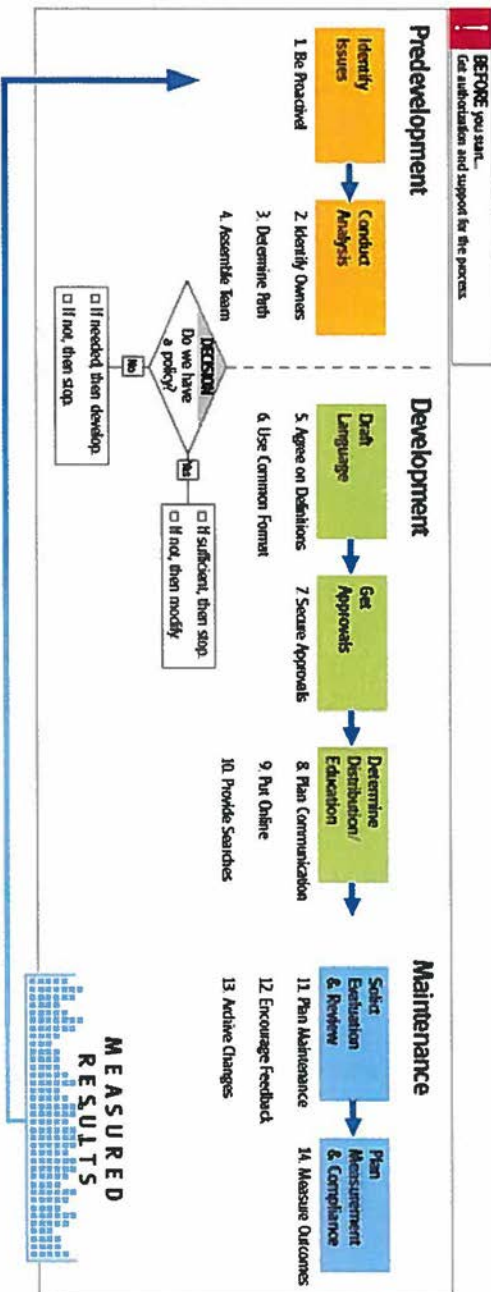 !
BEFORE you start...
Get authorization and support for the process.
Predevelopment
Identify
Issues
1. Be Proactive!
Conduct
Analysis
2. Identify Owners
3. Determine Path
4. Assemble Team
DECISION
Do we have
a policy?
No
□ If needed, then develop.
□ If not, then stop.
Yes
□ If sufficient, then stop.
□ If not, then modify
Development
Draft
Language
5. Agree on Definitions
6. Use Common Format
Get
Approvals
7. Secure Approvals
Determine
Distribution/
Education
8. Plan Communication
9. Put Online
10. Provide Searches
Maintenance
Solicit
Evaluation
& Review
11. Plan Maintenance
12. Encourage Feedback
13. Archive Changes
Plan
Measurement
& Compliance
14. Measure Outcomes
MEASURED
RESULTS